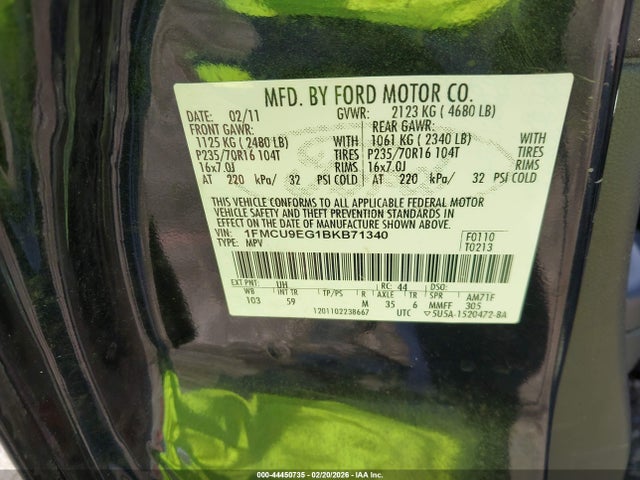 MFD. BY FORD MOTOR CO.
DATE: 02/11 GVWR: 2123 KG ( 4680 LB)
FRONT GAWR: REAR GAWR:
1125 KG ( 2480 LB) WITH 1061 KG ( 2340 LB) WITH
P235/70R16 104T TIRES P235/70R16 104T TIRES
16x7.0J RIMS 16x7.0J RIMS
AT 220 kPa/ 32 PSI COLD AT 220 kPa/ 32 PSI COLD
THIS VEHICLE CONFORMS TO ALL APPLICABLE FEDERAL MOTOR
VEHICLE SAFETY AND THEFT PREVENTION STANDARDS IN
EFFECT ON THE DATE OF MANUFACTURE SHOWN ABOVE.
VIN: 1FMCU9EG1BKB71340 F0110
TYPE: MPV T0213
EXT PNT: UH RC: 44 DSO:
WB INT TR TP/PS R AXLE TR SPR AM71F
103 59 M 35 6 MMFF 305
1201102238667 UTC 5U5A-1520472-BA
000-44450735 - 02/20/2026 - IAA Inc.